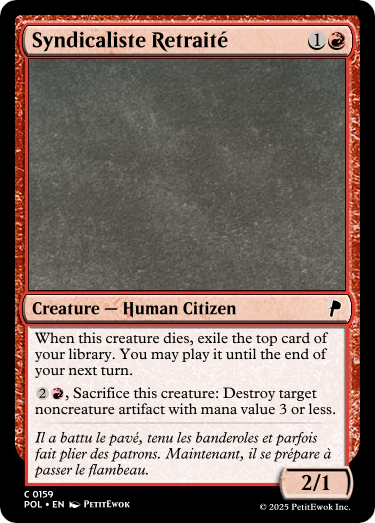 Syndicaliste Retraité 1
Creature — Human Citizen
When this creature dies, exile the top card of
your library. You may play it until the end of
your next turn.
2 R, Sacrifice this creature: Destroy target
noncreature artifact with mana value 3 or less.
Il a battu le pavé, tenu les banderoles et parfois
fait plier des patrons. Maintenant, il se prépare à
passer le flambeau.
2/1
C 0159
POL • EN PetitEwok
© 2025 PetitEwok Inc.